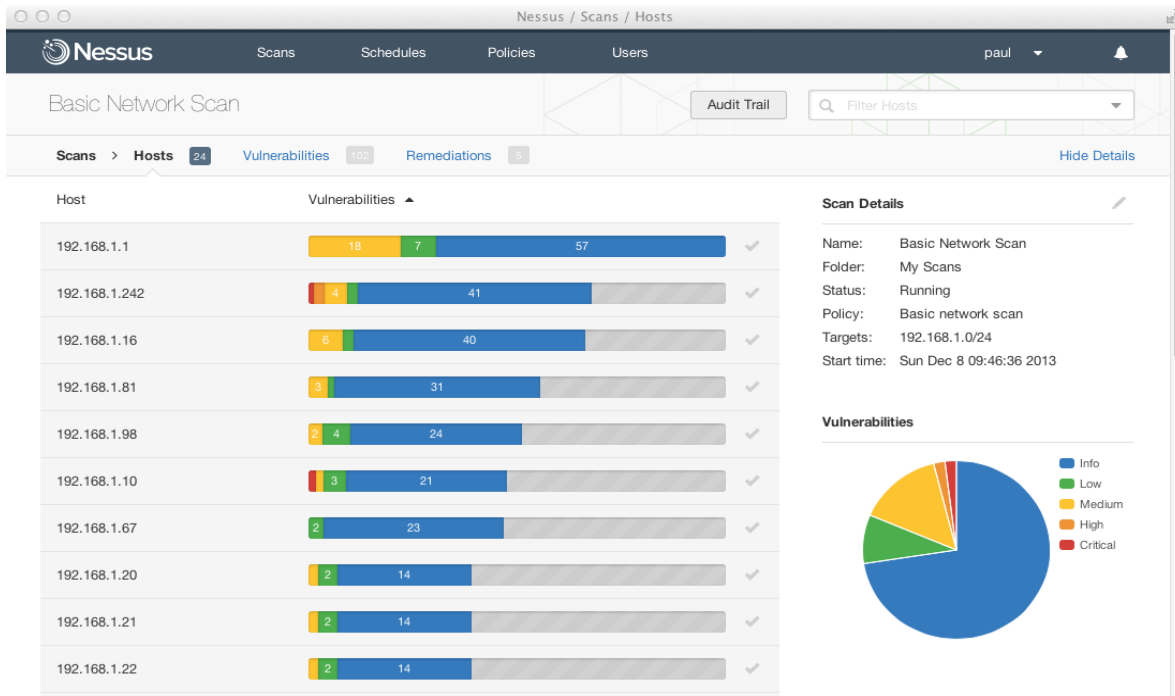 Nessus / Scans / Hosts
Nessus Scans Schedules Policies Users paul
Basic Network Scan Audit Trail Filter Hosts
Scans > Hosts 24 Vulnerabilities 102 Remediations 5 Hide Details
Host Vulnerabilities
192.168.1.1 18 7 57
192.168.1.242 4 41
192.168.1.16 6 40
192.168.1.81 3 31
192.168.1.98 2 4 24
192.168.1.10 3 21
192.168.1.67 2 23
192.168.1.20 2 14
192.168.1.21 2 14
192.168.1.22 2 14
Scan Details
Name: Basic Network Scan
Folder: My Scans
Status: Running
Policy: Basic network scan
Targets: 192.168.1.0/24
Start time: Sun Dec 8 09:46:36 2013
Vulnerabilities
Info
Low
Medium
High
Critical